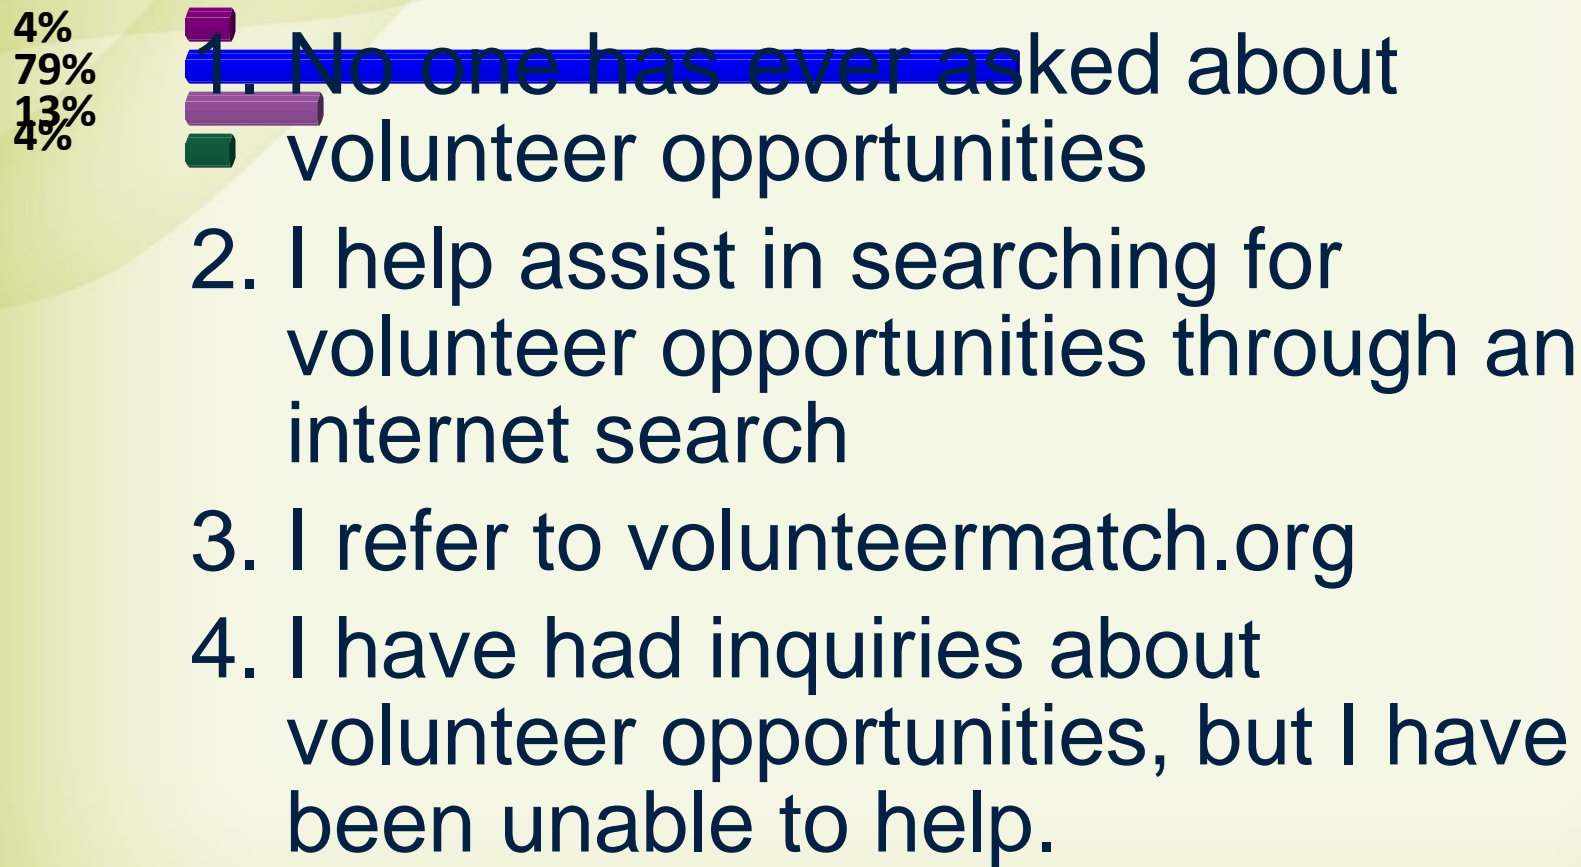 4%
79%
13%
4%
1. No one has ever asked about
volunteer opportunities
2. I help assist in searching for
volunteer opportunities through an
internet search
3. I refer to volunteermatch.org
4. I have had inquiries about
volunteer opportunities, but I have
been unable to help.